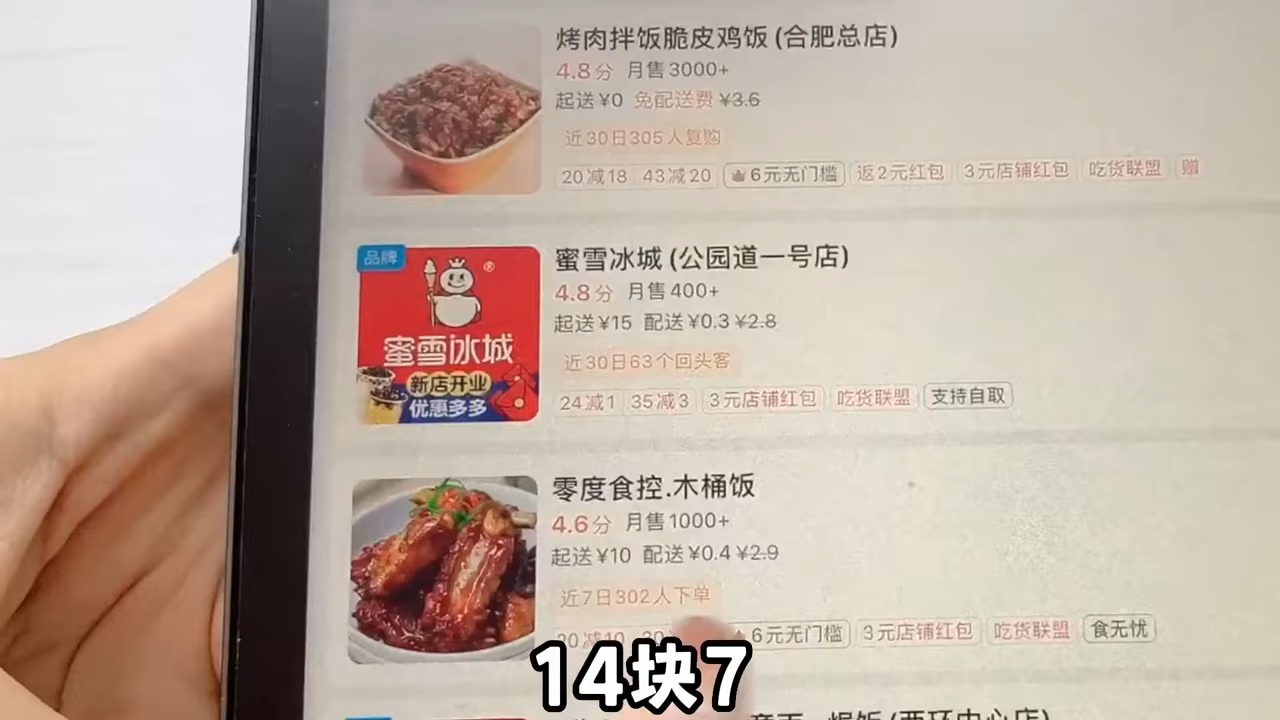 烤肉拌饭脆皮鸡饭(合肥总店)
4.8分 月售3000+
起送¥0 免配送费 ¥3.6
近30日305人复购
20减18 43减20 6元无门槛 返2元红包 3元店铺红包 吃货联盟 赠
品牌
蜜雪冰城
新店开业
优惠多多
蜜雪冰城(公园道一号店)
4.8分 月售400+
起送¥15 配送¥0.3 ¥2.8
近30日63个回头客
24减1 35减3 3元店铺红包 吃货联盟 支持自取
零度食控.木桶饭
4.6分 月售1000+
起送¥10 配送¥0.4 ¥2.9
近7日302人下单
20减10 6元无门槛 3元店铺红包 吃货联盟 食无忧
14块7